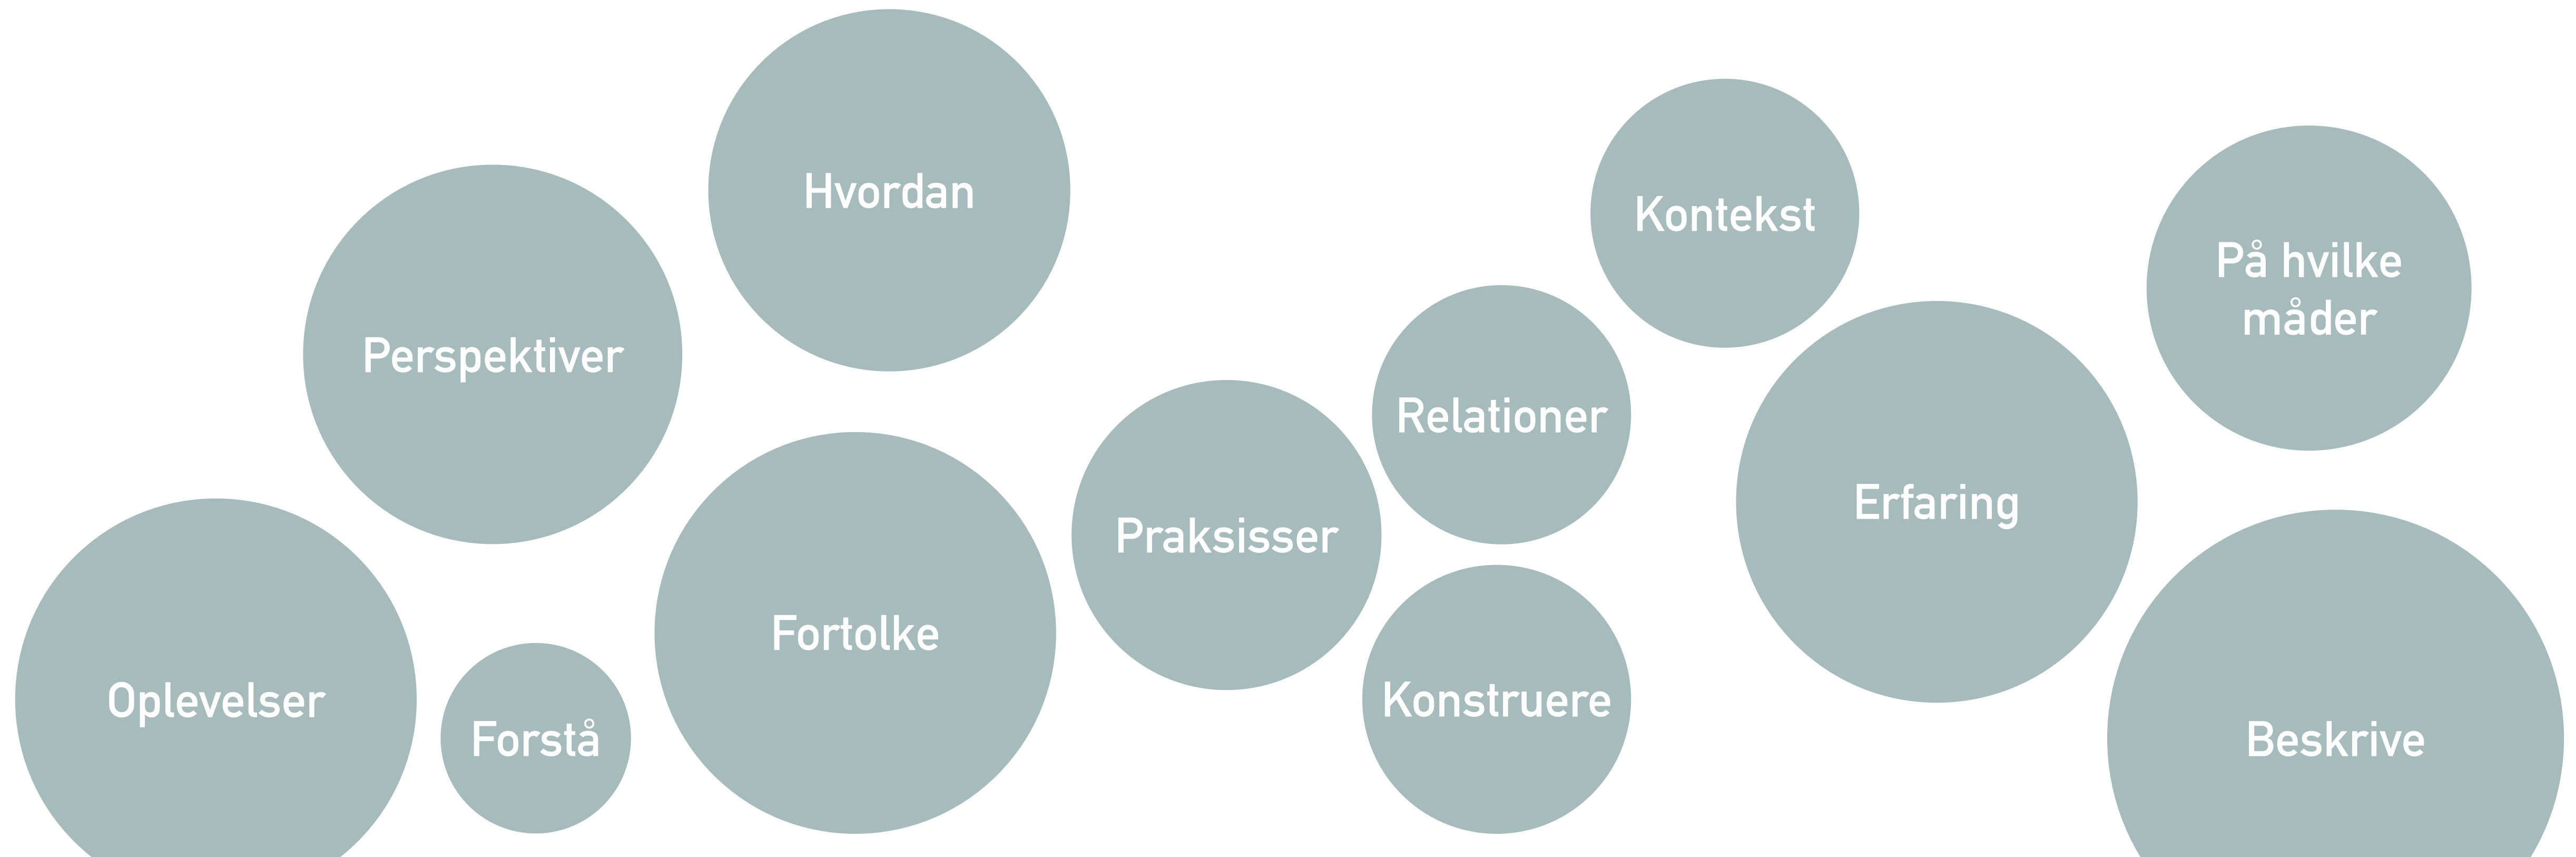 Hvordan
Kontekst
På hvilke
måder
Perspektiver
Relationer
Erfaring
Praksisser
Fortolke
Oplevelser
Konstruere
Forstå
Beskrive